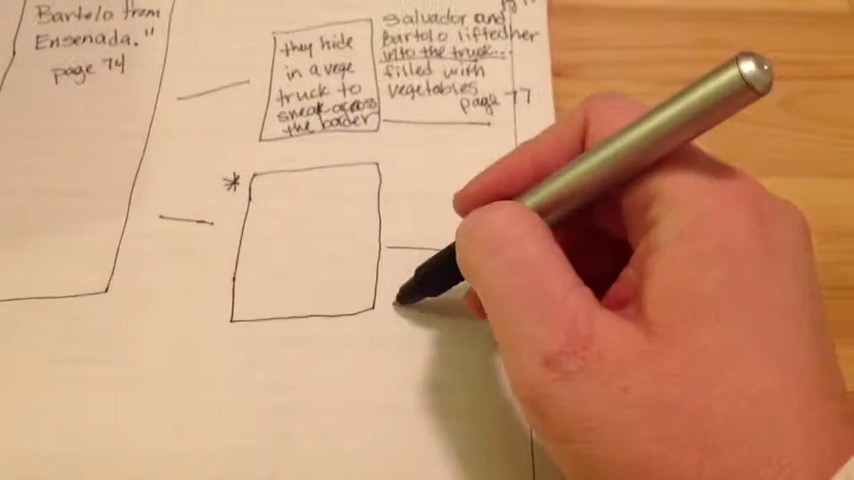 Bartolo from
Ensenada."
page 74
they hide
in a vege
truck to
sneak across
the border
Salvador and
Bartolo lifted her
into the truck...
filled with
vegetables
page 77
*